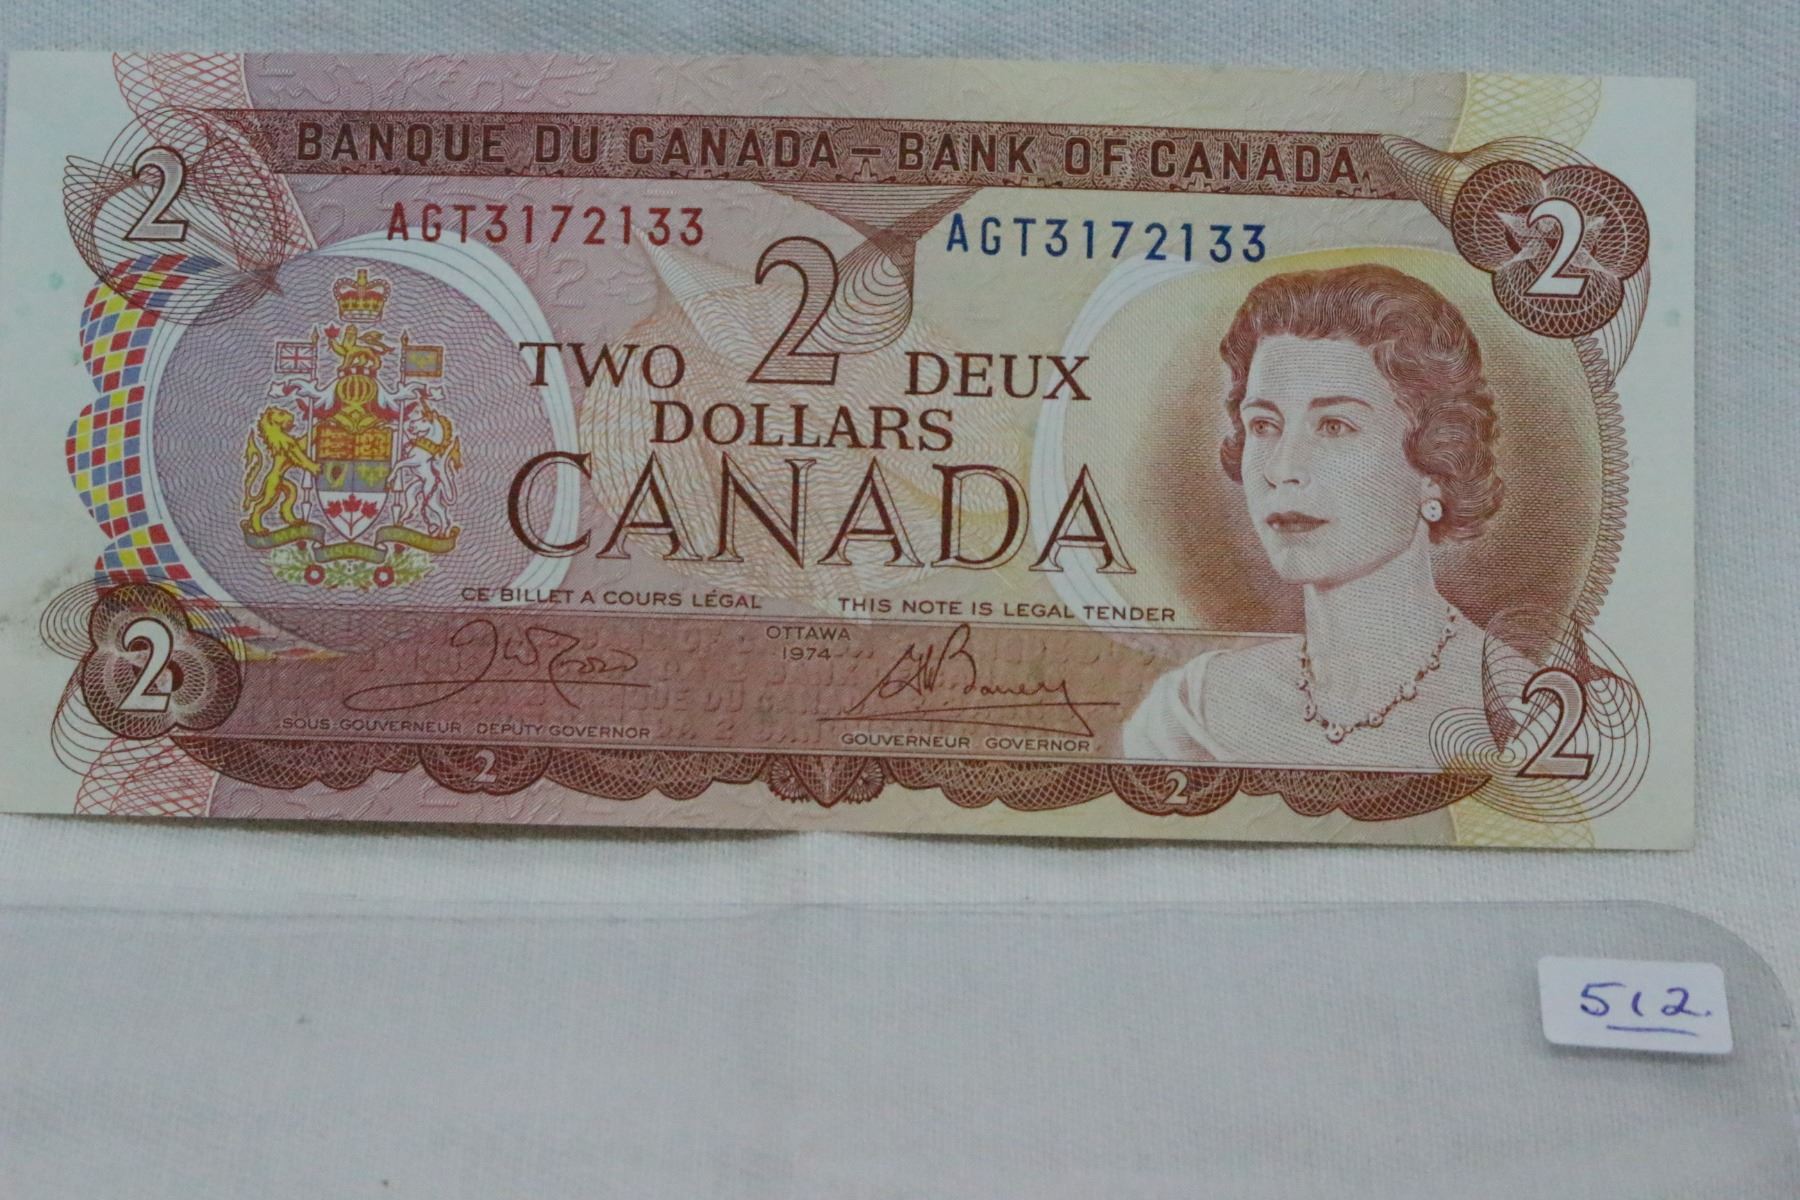 BANQUE DU CANADA — BANK OF CANADA
2 2
AGT3172133 AGT3172133
2
TWO DEUX
DOLLARS
CANADA
CE BILLET A COURS LÉGAL THIS NOTE IS LEGAL TENDER
OTTAWA
1974
2 2
SOUS-GOUVERNEUR DEPUTY GOVERNOR GOUVERNEUR GOVERNOR
2 2
512.